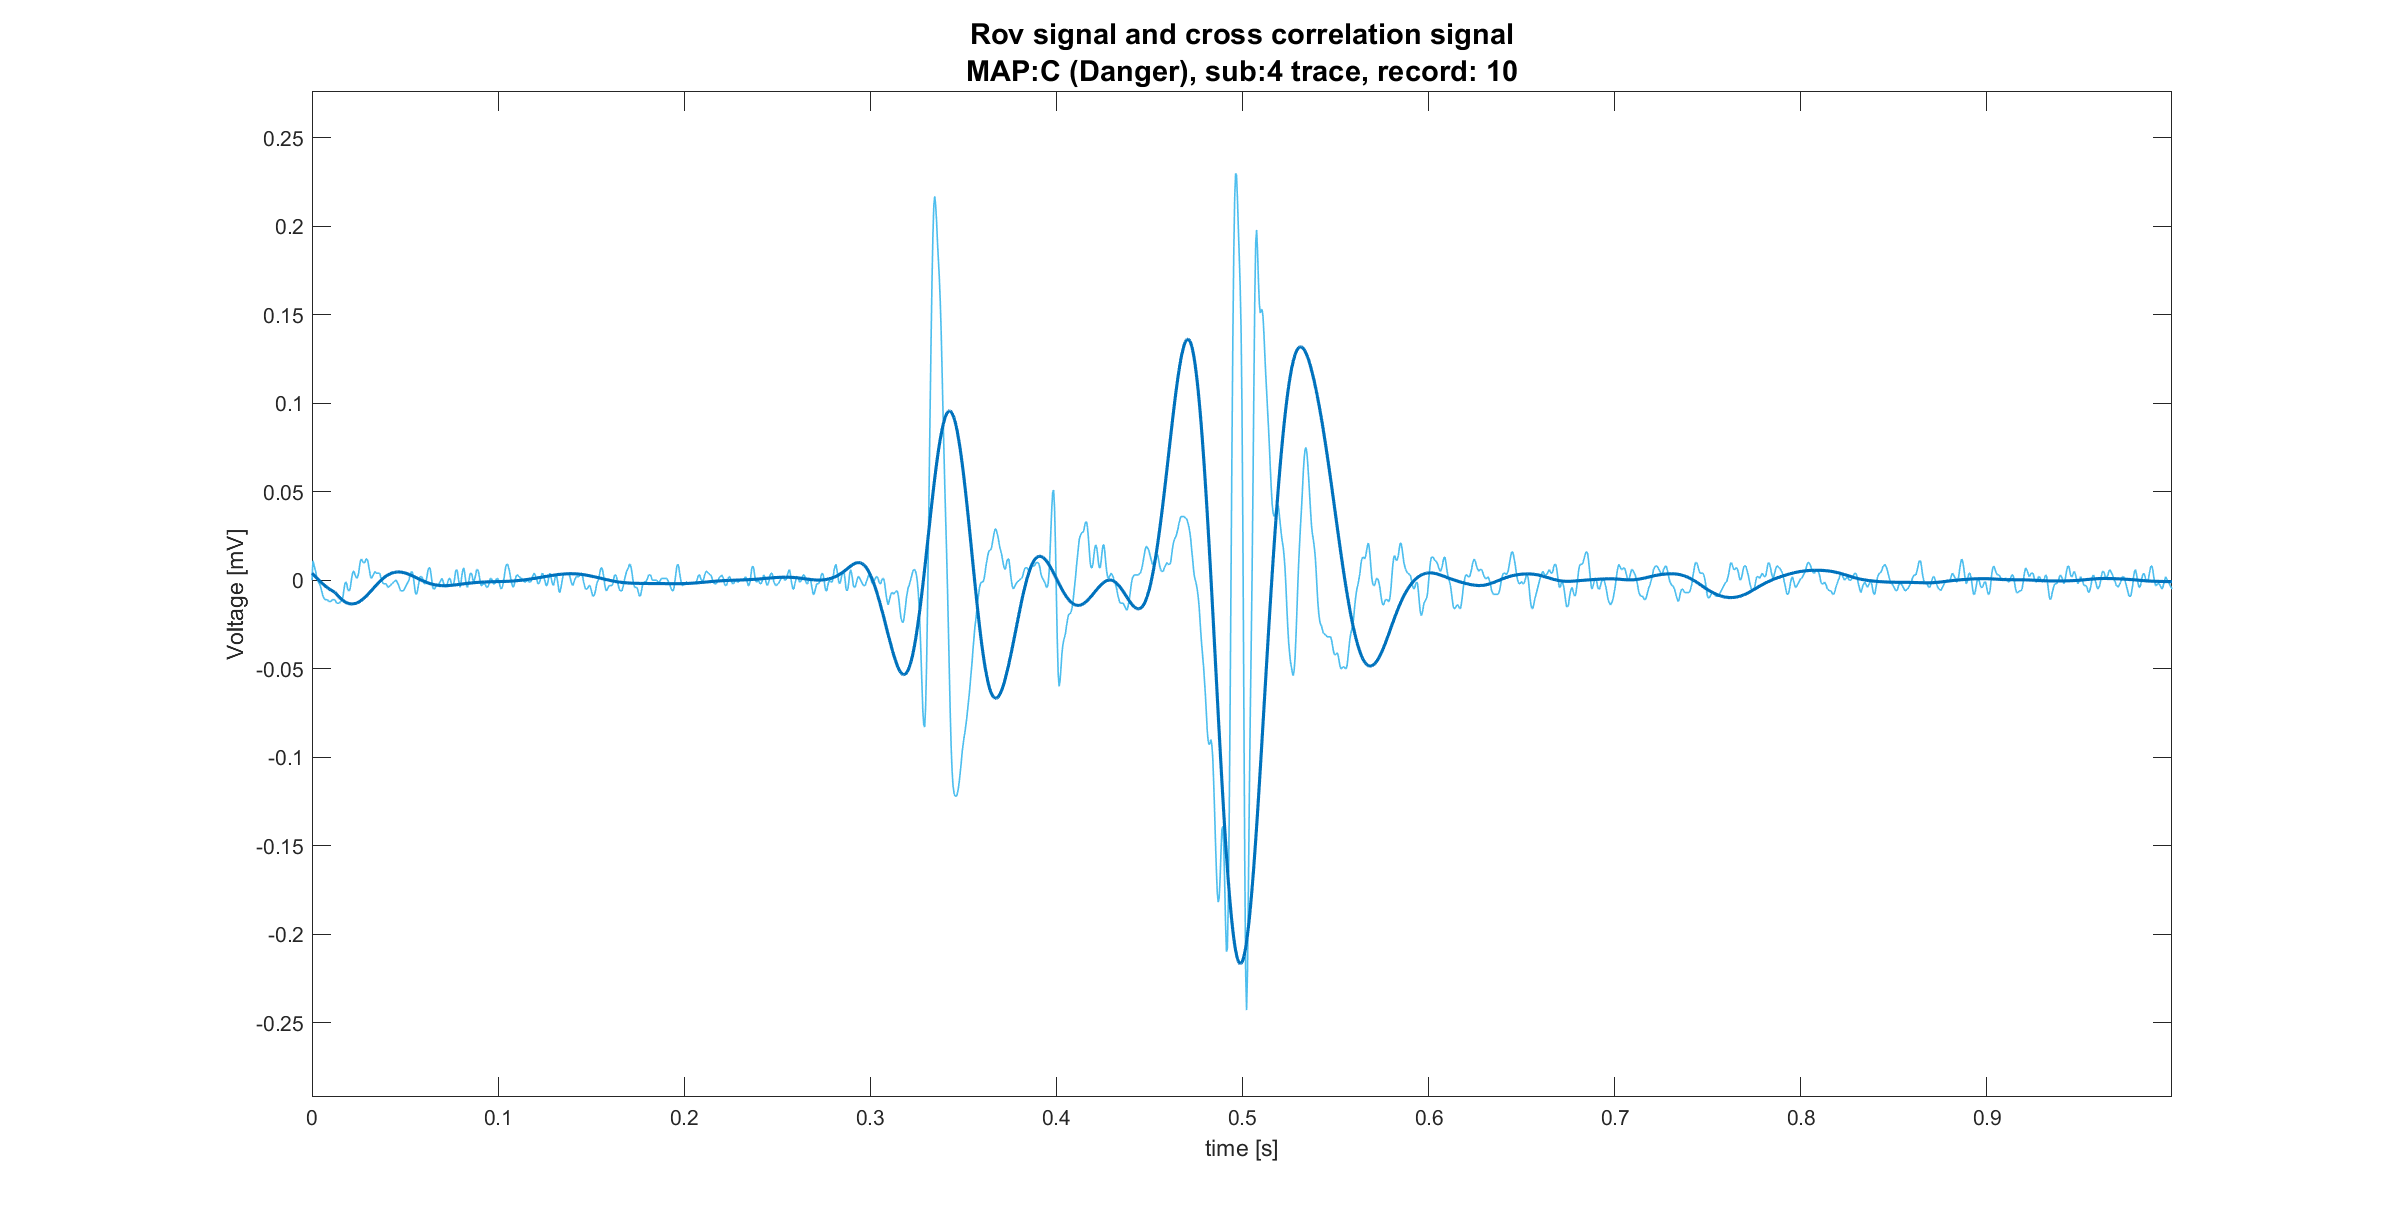 Rov signal and cross correlation signal
MAP:C (Danger), sub:4 trace, record: 10
0.25
0.2
0.15
0.1
0.05
0
-0.05
-0.1
-0.15
-0.2
-0.25
Voltage [mV]
0 0.1 0.2 0.3 0.4 0.5 0.6 0.7 0.8 0.9
time [s]